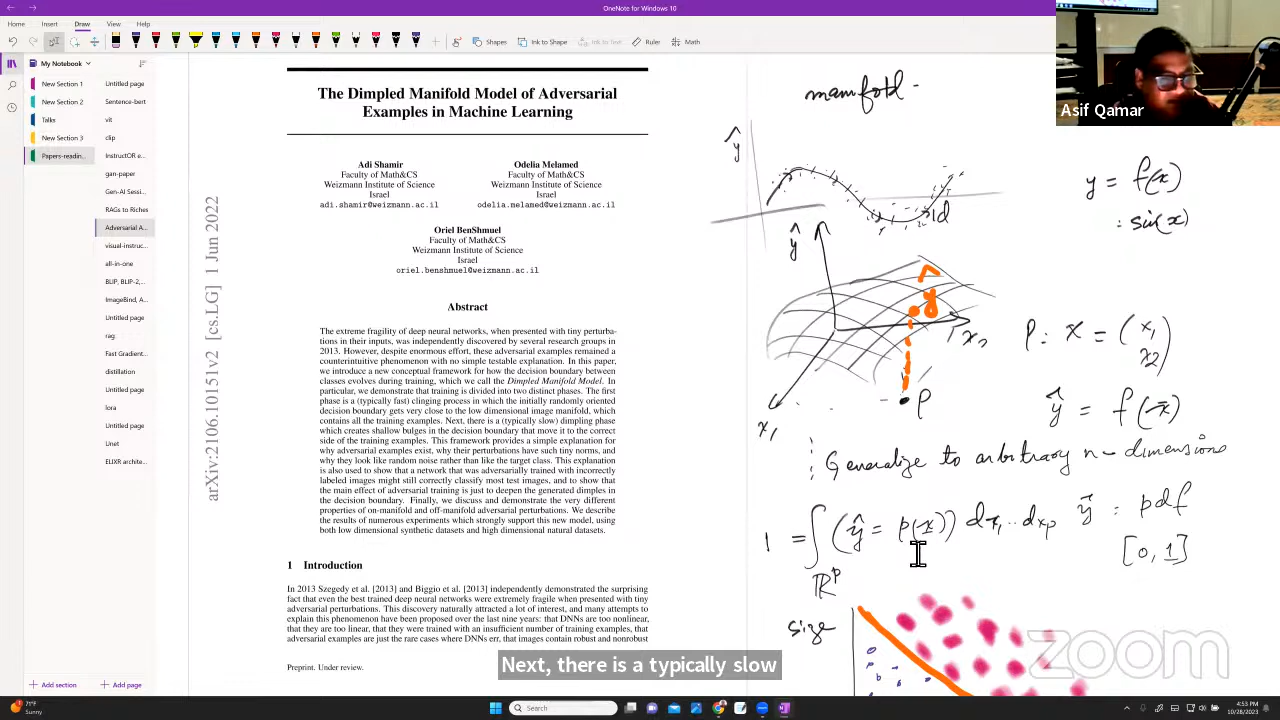 OneNote for Windows 10
Home
Insert
Draw
View
Shapes
Ink to Shape
Ink to Text
Ruler
Math
My Notebook
New Section 1
New Section 2
Talks
New Section 3
Papers-readin...
Untitled page
Sentence-bert
vit
clip
InstructOR e...
gan-paper
Gen-AI Sessi...
RAGs to Riches
Adversarial A...
visual-instruc...
all-in-one
BLIP, BLIP-2,...
ImageBind, A...
Untitled page
rag
Fast Gradient...
distillation
Untitled page
lora
Untitled page
Unet
ELIXR archite...
Add section
Add page
arXiv:2106.10151v2 [cs.LG] 1 Jun 2022
The Dimpled Manifold Model of Adversarial
Examples in Machine Learning
Adi Shamir
Faculty of Math&CS
Weizmann Institute of Science
Israel
adi.shamir@weizmann.ac.il
Odelia Melamed
Faculty of Math&CS
Weizmann Institute of Science
Israel
odelia.melamed@weizmann.ac.il
Oriel BenShmuel
Faculty of Math&CS
Weizmann Institute of Science
Israel
oriel.benshmuel@weizmann.ac.il
Abstract
The extreme fragility of deep neural networks, when presented with tiny perturba-
tions in their inputs, was independently discovered by several research groups in
2013. However, despite enormous effort, these adversarial examples remained a
counterintuitive phenomenon with no simple testable explanation. In this paper,
we introduce a new conceptual framework for how the decision boundary between
classes evolves during training, which we call the Dimpled Manifold Model. In
particular, we demonstrate that training is divided into two distinct phases. The first
phase is a (typically fast) clinging process in which the initially randomly oriented
decision boundary gets very close to the low dimensional image manifold, which
contains all the training examples. Next, there is a (typically slow) dimpling phase
which creates shallow bulges in the decision boundary that move it to the correct
side of the training examples. This framework provides a simple explanation for
why adversarial examples exist, why their perturbations have such tiny norms, and
why they look like random noise rather than like the target class. This explanation
is also used to show that a network that was adversarially trained with incorrectly
labeled images might still correctly classify most test images, and to show that
the main effect of adversarial training is just to deepen the generated dimples in
the decision boundary. Finally, we discuss and demonstrate the very different
properties of on-manifold and off-manifold adversarial perturbations. We describe
the results of numerous experiments which strongly support this new model, using
both low dimensional synthetic datasets and high dimensional natural datasets.
1 Introduction
In 2013 Szegedy et al. [2013] and Biggio et al. [2013] independently demonstrated the surprising
fact that even the best trained deep neural networks were extremely fragile when presented with tiny
adversarial perturbations. This discovery naturally attracted a lot of interest, and many attempts to
explain this phenomenon have been proposed over the last nine years: that DNNs are too nonlinear,
that they are too linear, that they were trained with an insufficient number of training examples, that
adversarial examples are just the rare cases where DNNs err, that images contain robust and nonrobust
Preprint. Under review.
manifold
ŷ
1d
y = f(x)
: sin(x)
ŷ
ŷ
x2
p
x1
P: x = (x1
x2)
ŷ = f(x̄)
Generalize to arbitrary n-dimensions
1 = ∫ (ŷ = p(x)) dx1..dxp
ℝp
ŷ : pdf
[0, 1]
size
Asif Qamar
zoom
Next, there is a typically slow
71°F
Sunny
Search
4:53 PM
10/28/2023